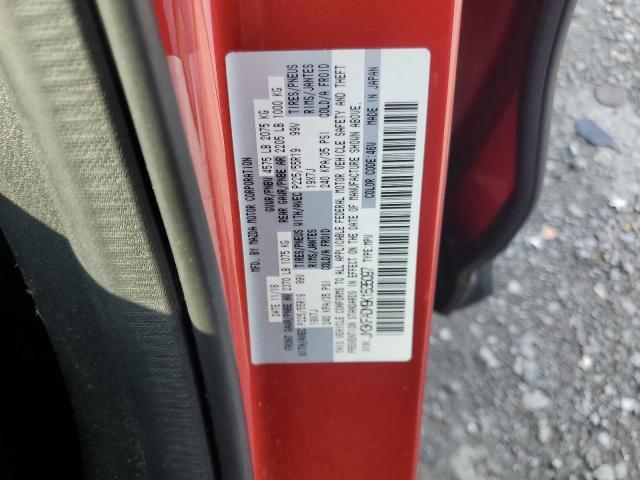 MFD. BY MAZDA MOTOR CORPORATION
DATE 11/18 GVWR/PNBV 4575 LB 2075 KG
FRONT GAWR/PNBE AV 2370 LB 1075 KG REAR GAWR/PNBE AR 2205 LB 1000 KG
WITH/AVEC P225/55R19 99V TIRES/PNEUS WITH/AVEC P225/55R19 99V TIRES/PNEUS
19X7J RIMS/JANTES 19X7J RIMS/JANTES
240 KPA/35 PSI COLD/A FROID 240 KPA/35 PSI COLD/A FROID
THIS VEHICLE CONFORMS TO ALL APPLICABLE FEDERAL MOTOR VEHICLE SAFETY AND THEFT
PREVENTION STANDARDS IN EFFECT ON THE DATE OF MANUFACTURE SHOWN ABOVE.
VIN: TYPE MPV COLOR CODE:46V MADE IN JAPAN